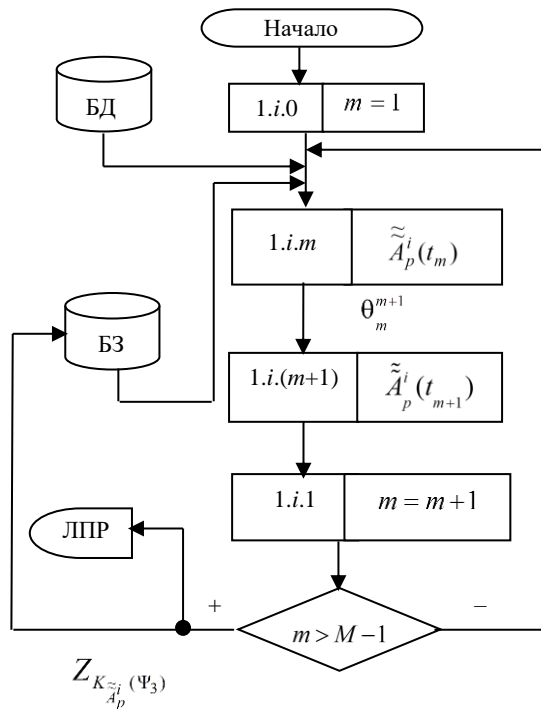 Начало
БД
1.i.0 m = 1
1.i.m Ã̃ⁱₚ(tₘ)
θₘᵐ⁺¹
БЗ
1.i.(m+1) Ã̃ⁱₚ(tₘ₊₁)
1.i.1 m = m + 1
ЛПР
+ m > M − 1 −
Z_{K_{Ã̃ⁱₚ}(Ψ₃)}